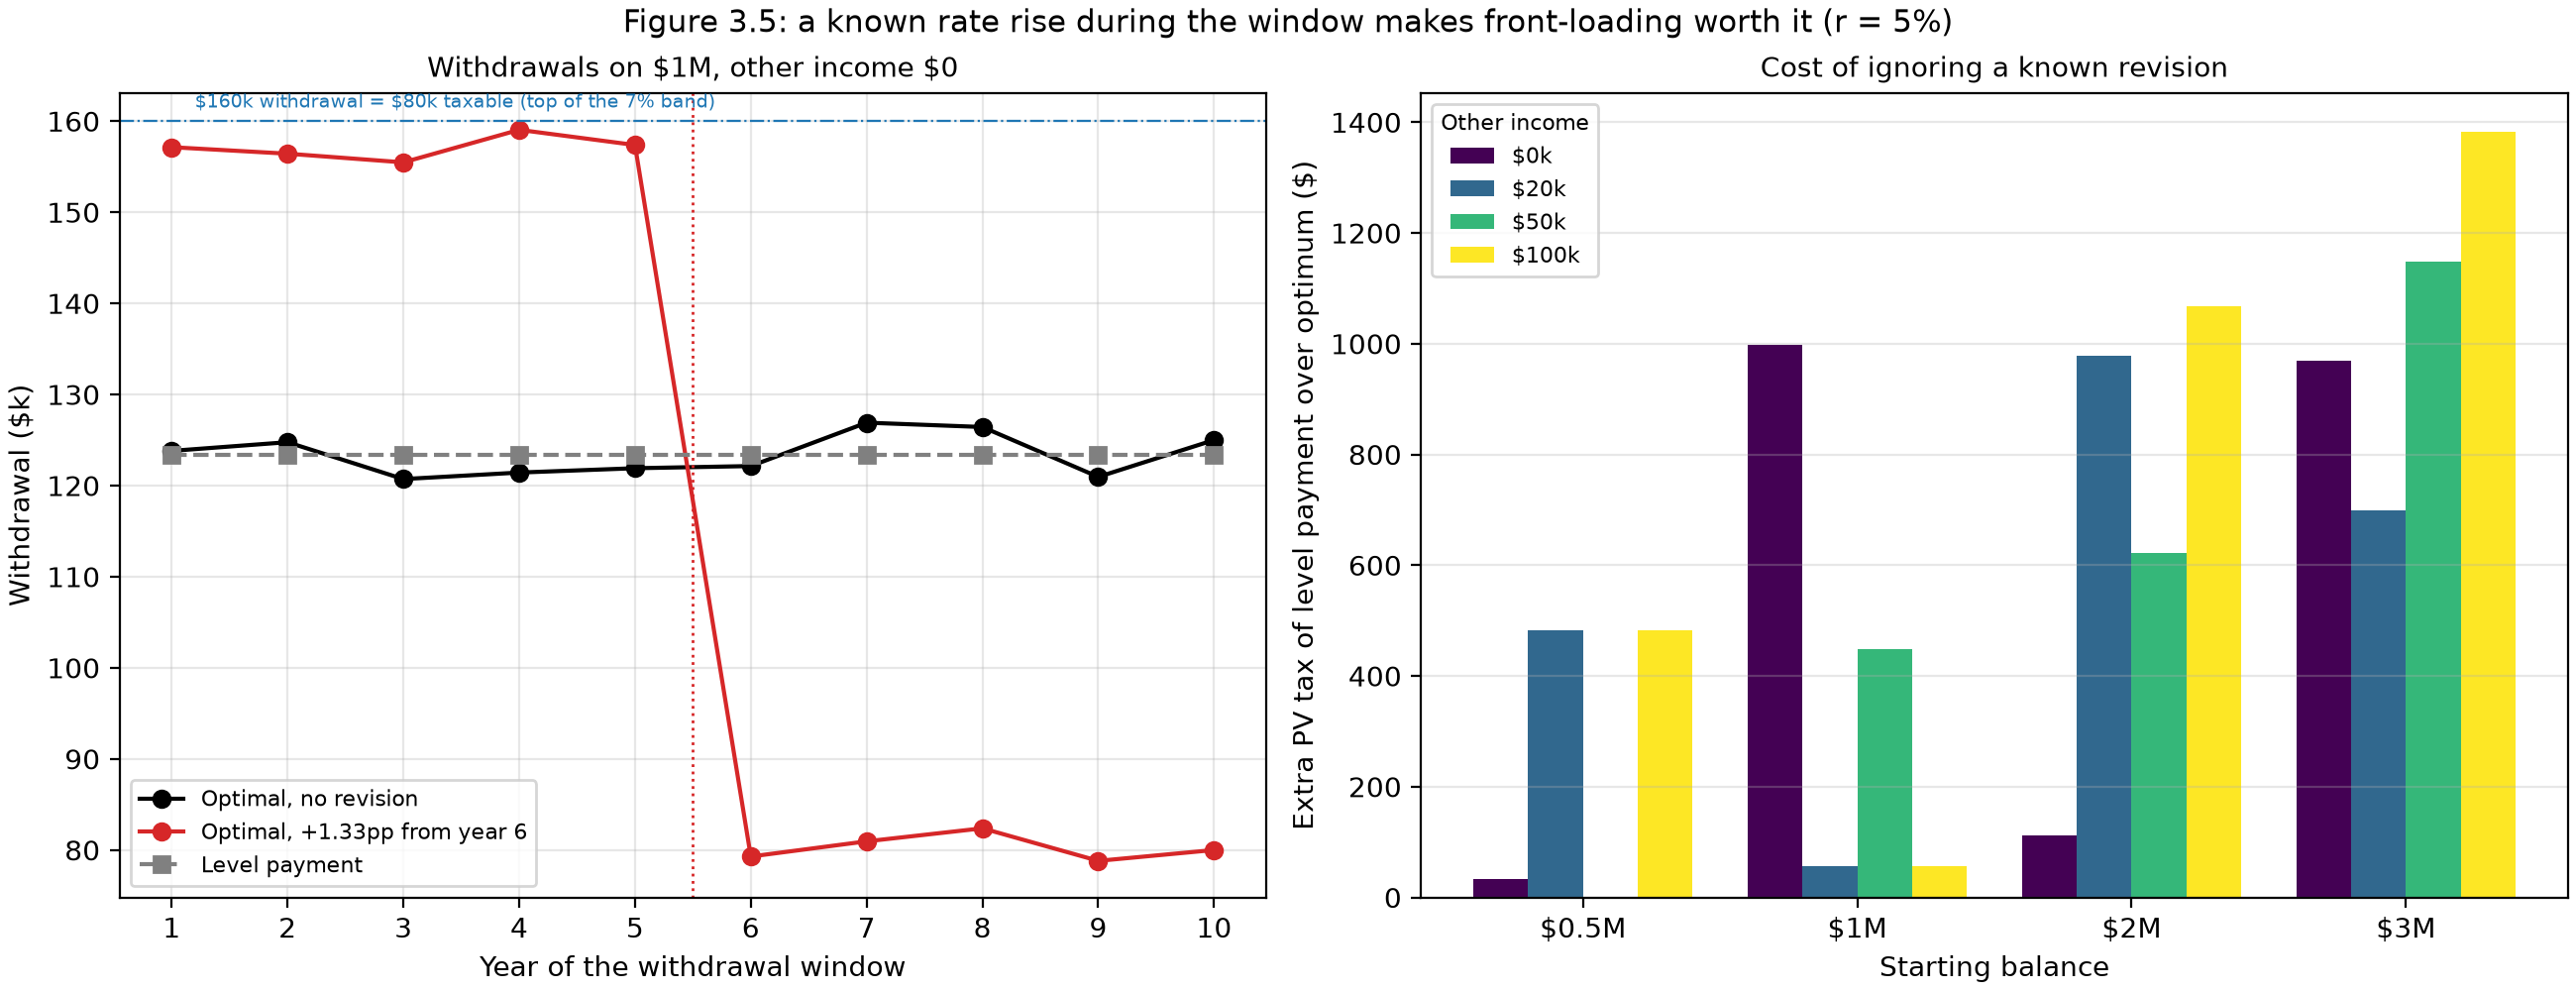 Figure 3.5: a known rate rise during the window makes front-loading worth it (r = 5%)
Withdrawals on $1M, other income $0
$160k withdrawal = $80k taxable (top of the 7% band)
Withdrawal ($k)
160
150
140
130
120
110
100
90
80
Optimal, no revision
Optimal, +1.33pp from year 6
Level payment
1 2 3 4 5 6 7 8 9 10
Year of the withdrawal window
Cost of ignoring a known revision
Extra PV tax of level payment over optimum ($)
1400
1200
1000
800
600
400
200
0
Other income
$0k
$20k
$50k
$100k
$0.5M $1M $2M $3M
Starting balance